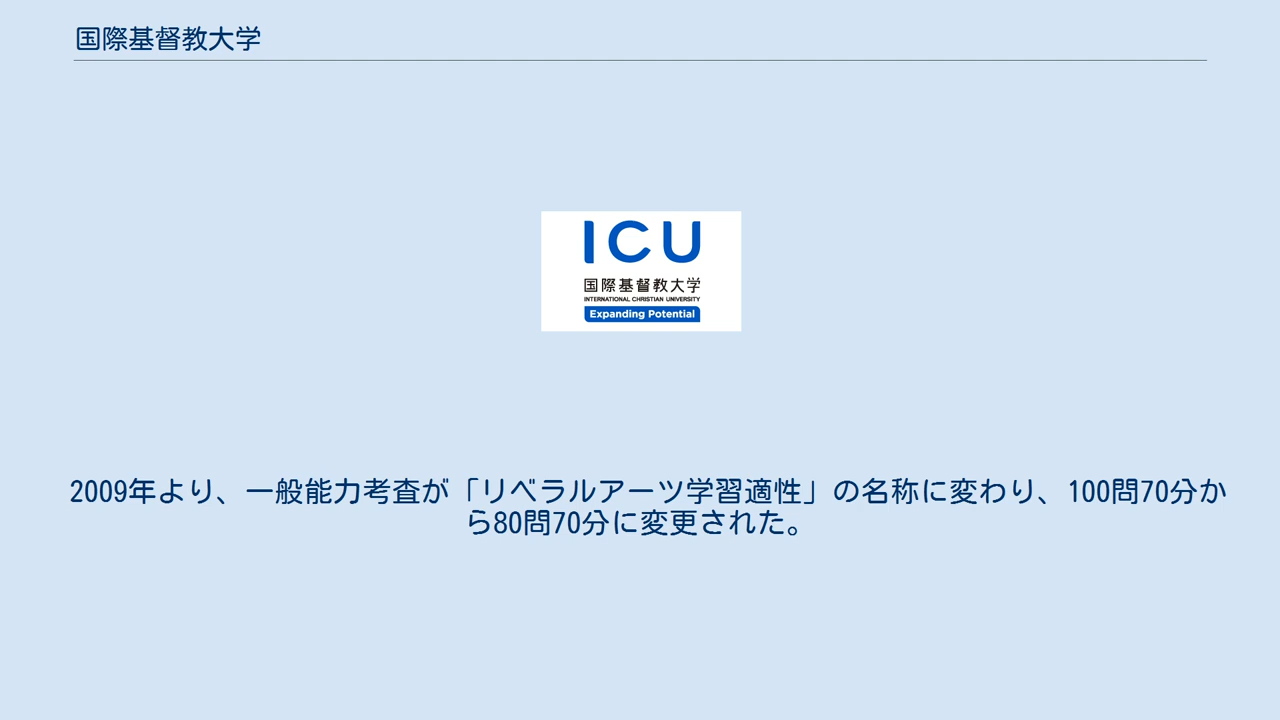 国際基督教大学
ICU
国際基督教大学
INTERNATIONAL CHRISTIAN UNIVERSITY
Expanding Potential
2009年より、一般能力考査が「リベラルアーツ学習適性」の名称に変わり、100問70分か
ら80問70分に変更された。